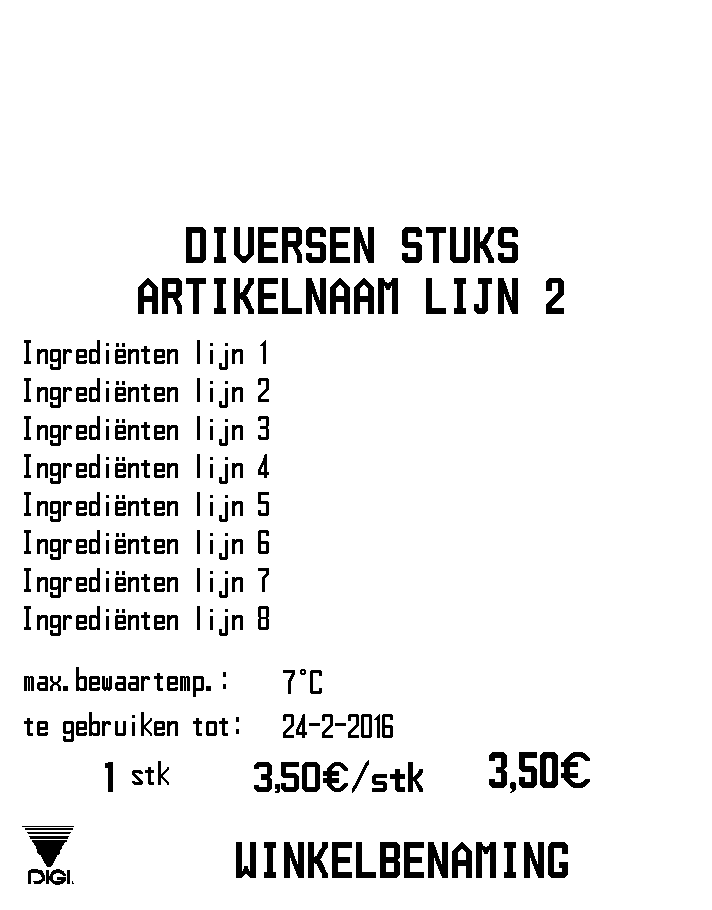 DIVERSEN STUKS
ARTIKELNAAM LIJN 2
Ingrediënten lijn 1
Ingrediënten lijn 2
Ingrediënten lijn 3
Ingrediënten lijn 4
Ingrediënten lijn 5
Ingrediënten lijn 6
Ingrediënten lijn 7
Ingrediënten lijn 8
max.bewaartemp.: 7°C
te gebruiken tot: 24-2-2016
1 stk 3,50€/stk 3,50€
DIGI. WINKELBENAMING